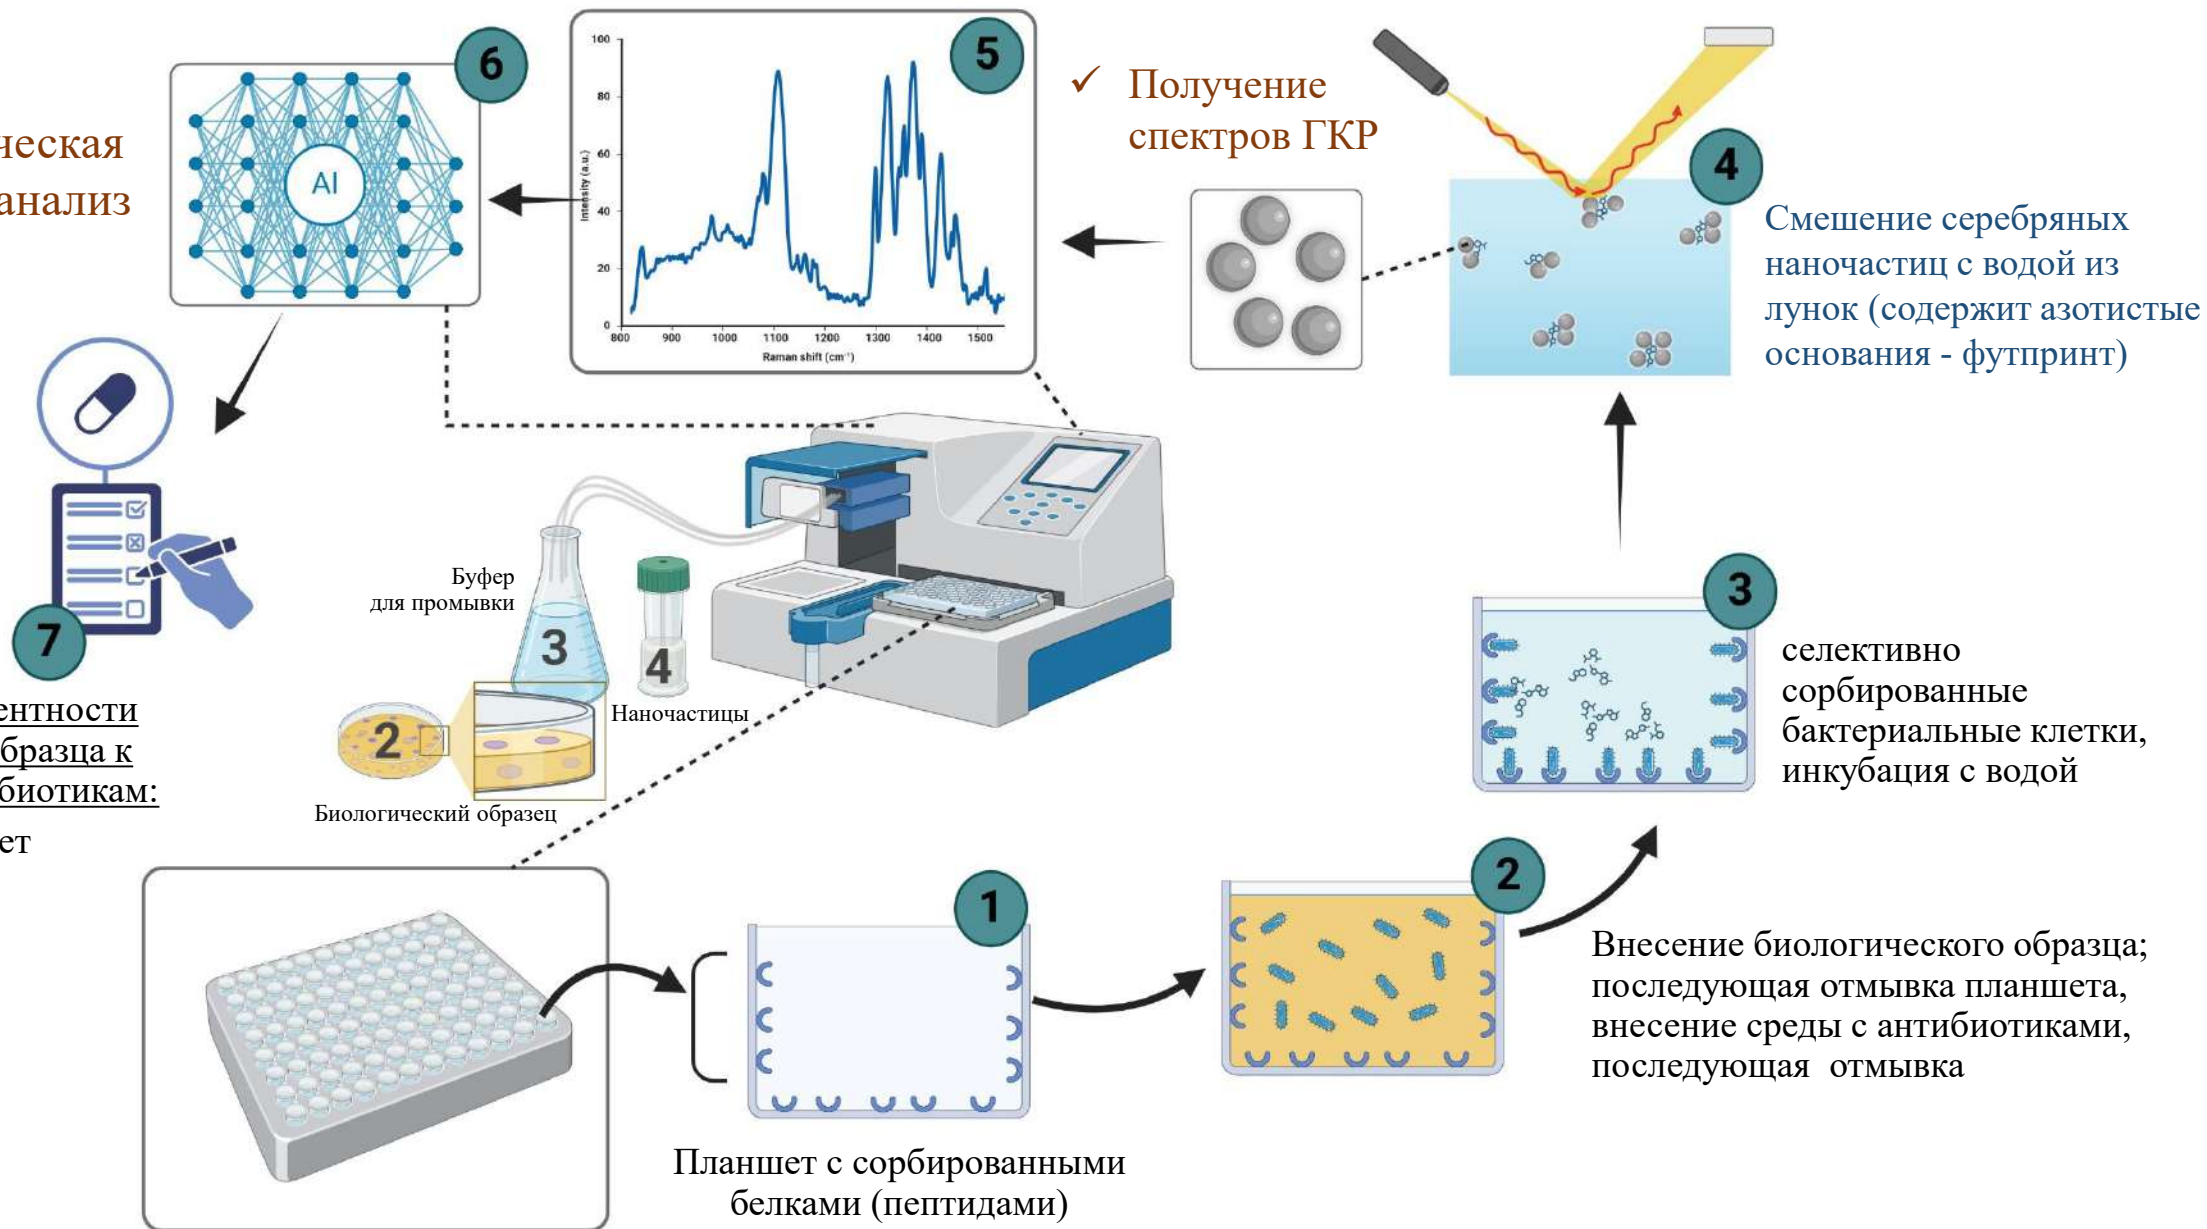 6
AI
ческая
анализ
5
100
80
60
40
20
0
Intensity (a.u.)
800 900 1000 1100 1200 1300 1400 1500
Raman shift (cm⁻¹)
✓ Получение
спектров ГКР
4
Смешение серебряных
наночастиц с водой из
лунок (содержит азотистые
основания - футпринт)
7
ентности
бразца к
биотикам:
ет
Буфер
для промывки
3
4
Наночастицы
2
Биологический образец
3
селективно
сорбированные
бактериальные клетки,
инкубация с водой
1
Планшет с сорбированными
белками (пептидами)
2
Внесение биологического образца;
последующая отмывка планшета,
внесение среды с антибиотиками,
последующая отмывка